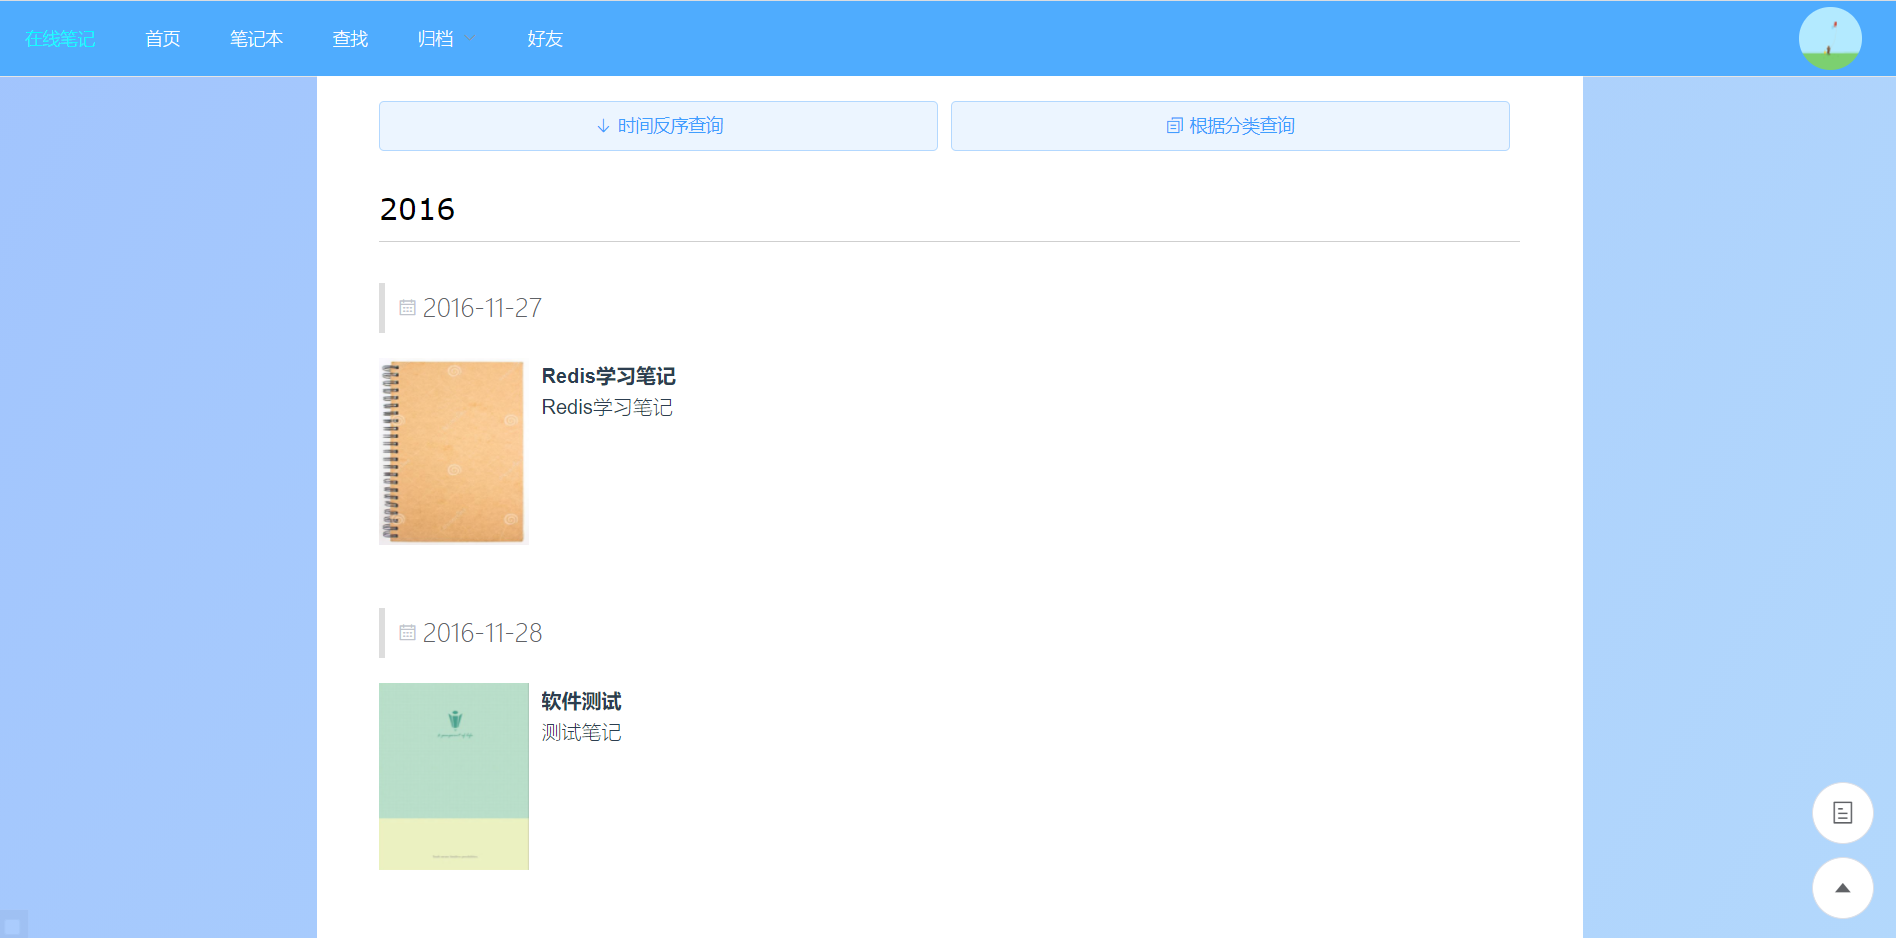 在线笔记 首页 笔记本 查找 归档 好友
时间反序查询 根据分类查询
2016
2016-11-27
Redis学习笔记
Redis学习笔记
2016-11-28
软件测试
测试笔记